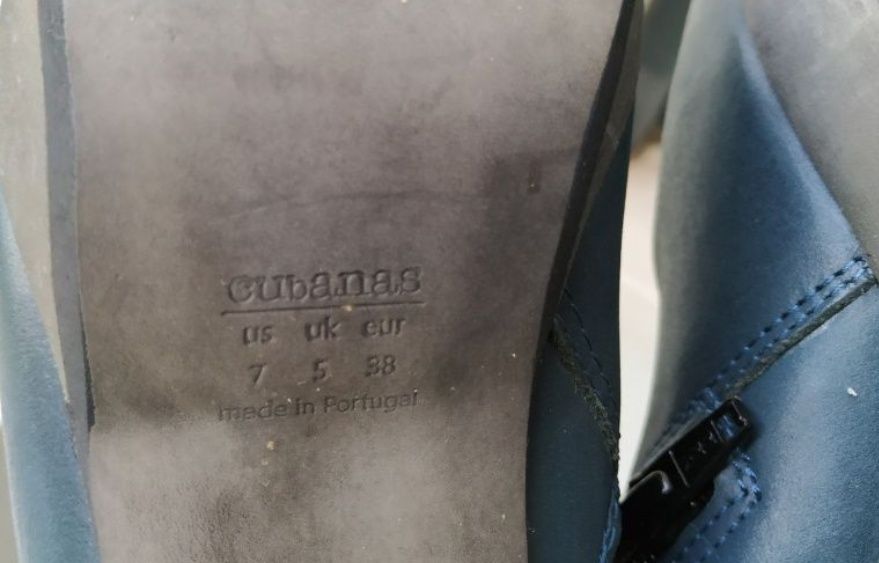 cubanas
us uk eur
7 5 38
made in Portugal